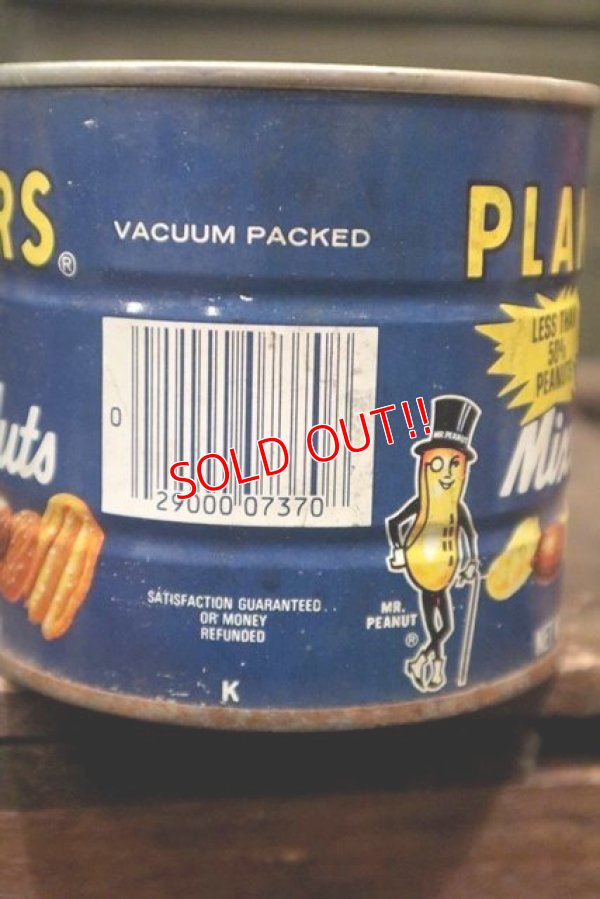 RS®
VACUUM PACKED
PLA
LESS THAN
50%
PEANUTS
uts
Mix
0
29000 07370
SOLD OUT!!
MR. PEANUT
SATISFACTION GUARANTEED
OR MONEY
REFUNDED
MR.
PEANUT
®
K